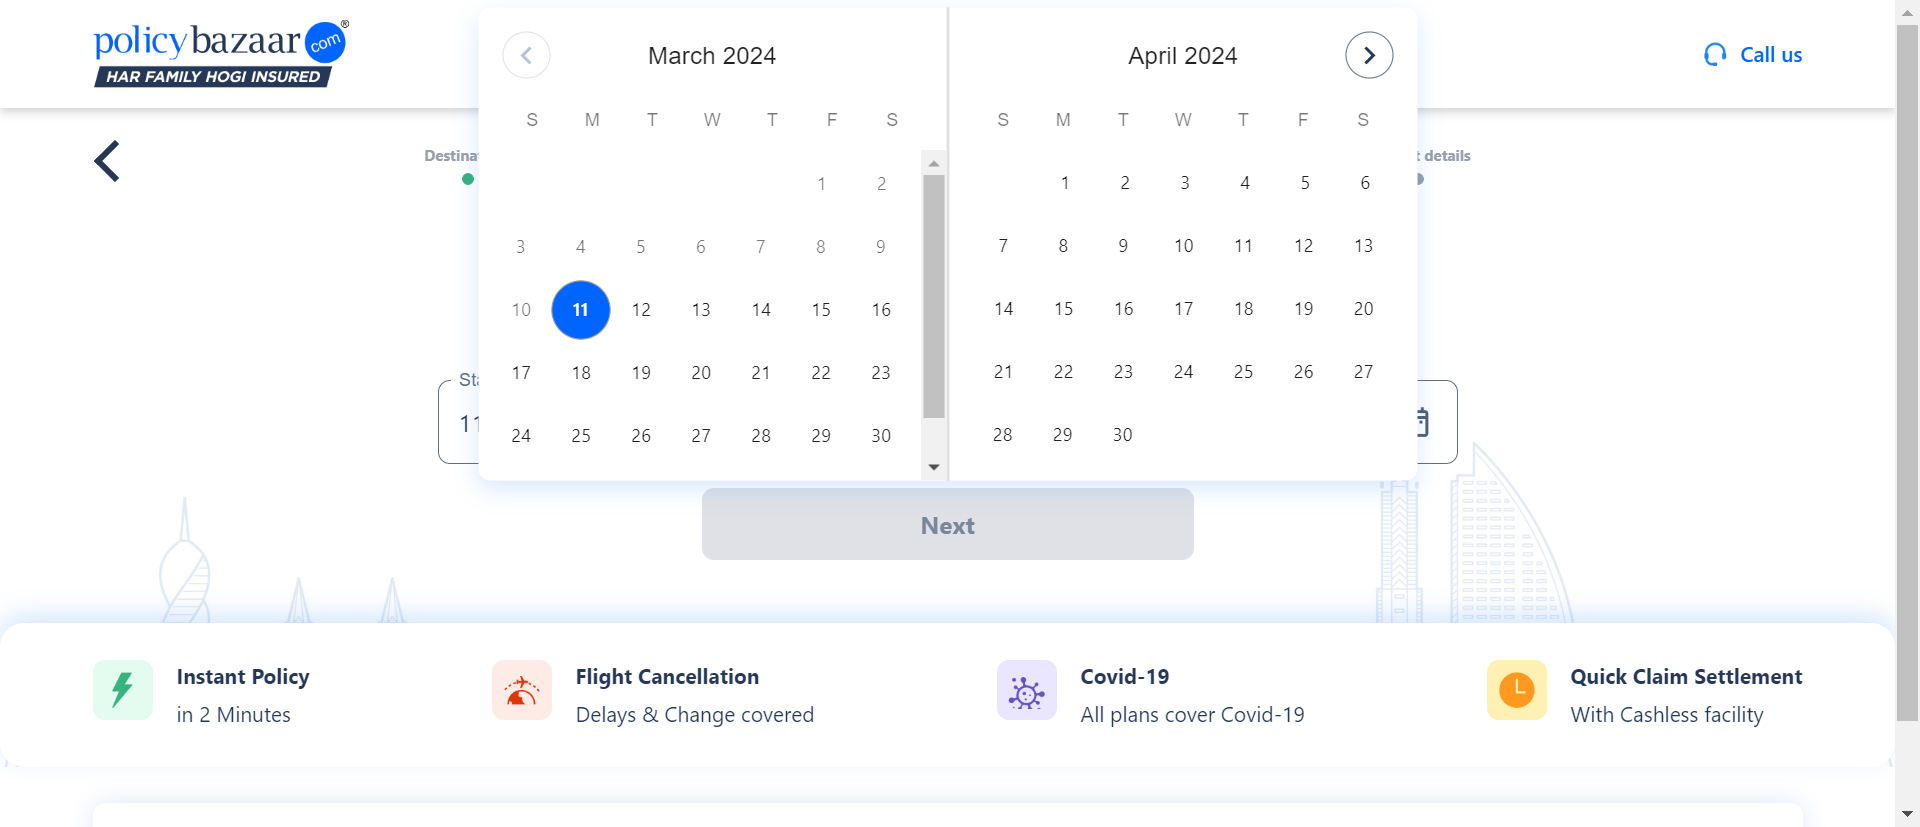 policybazaar.com®
HAR FAMILY HOGI INSURED
Call us
March 2024
S M T W T F S
1 2
3 4 5 6 7 8 9
10 11 12 13 14 15 16
17 18 19 20 21 22 23
24 25 26 27 28 29 30
April 2024
S M T W T F S
1 2 3 4 5 6
7 8 9 10 11 12 13
14 15 16 17 18 19 20
21 22 23 24 25 26 27
28 29 30
details
11
Next
Instant Policy
in 2 Minutes
Flight Cancellation
Delays & Change covered
Covid-19
All plans cover Covid-19
Quick Claim Settlement
With Cashless facility